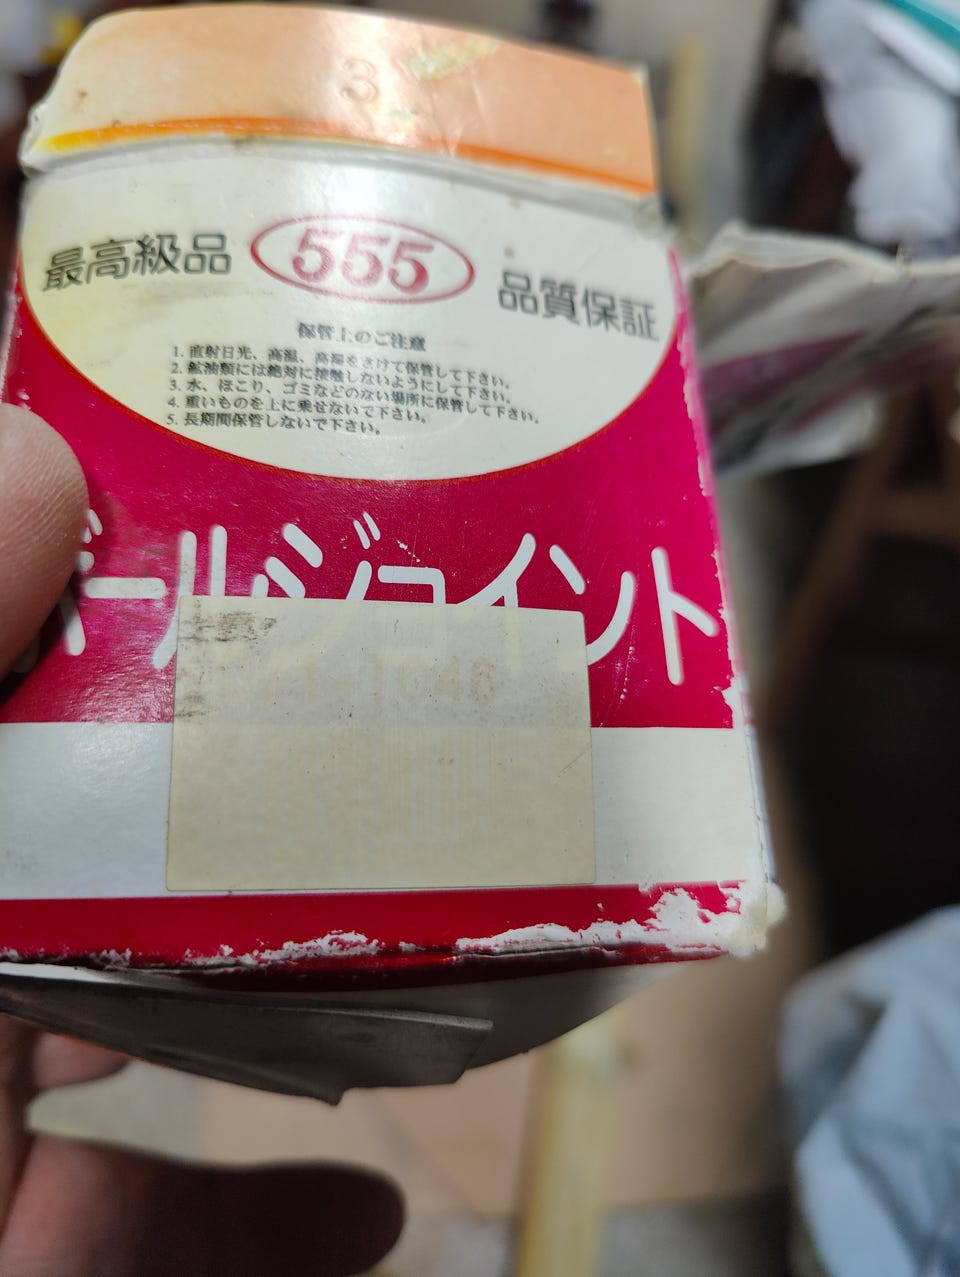 3
最高級品 555 品質保証
保管上のご注意
1. 直射日光、高温、高湿をさけて保管して下さい。
2. 鉱油類には絶対に接触しないようにして下さい。
3. 水、ほこり、ゴミなどのない場所に保管して下さい。
4. 重いものを上に乗せないで下さい。
5. 長期間保管しないで下さい。
ボールジョイント